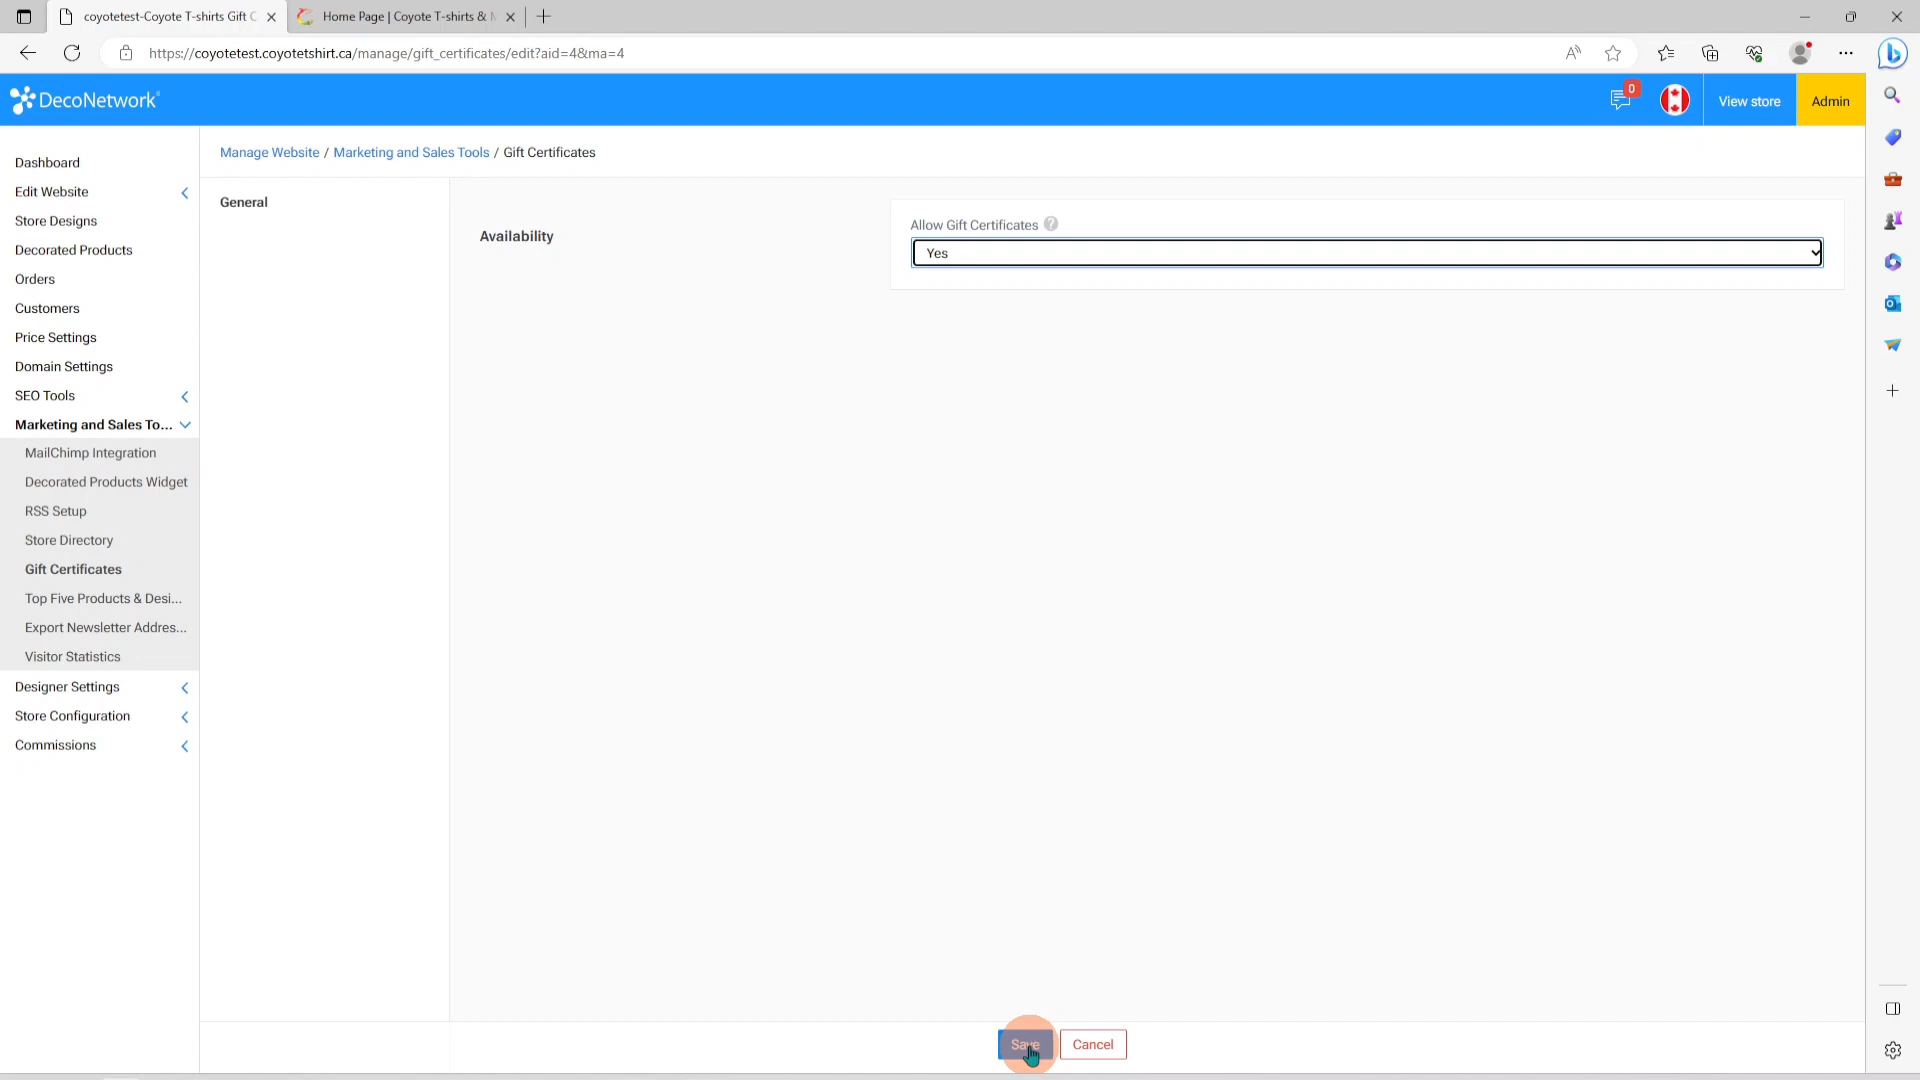 coyotetest-Coyote T-shirts Gift C
Home Page | Coyote T-shirts &
https://coyotetest.coyotetshirt.ca/manage/gift_certificates/edit?aid=4&ma=4
DecoNetwork
0
View store
Admin
Dashboard
Edit Website
Store Designs
Decorated Products
Orders
Customers
Price Settings
Domain Settings
SEO Tools
Marketing and Sales To...
MailChimp Integration
Decorated Products Widget
RSS Setup
Store Directory
Gift Certificates
Top Five Products & Desi...
Export Newsletter Addres...
Visitor Statistics
Designer Settings
Store Configuration
Commissions
Manage Website / Marketing and Sales Tools / Gift Certificates
General
Availability
Allow Gift Certificates ?
Yes
Save
Cancel